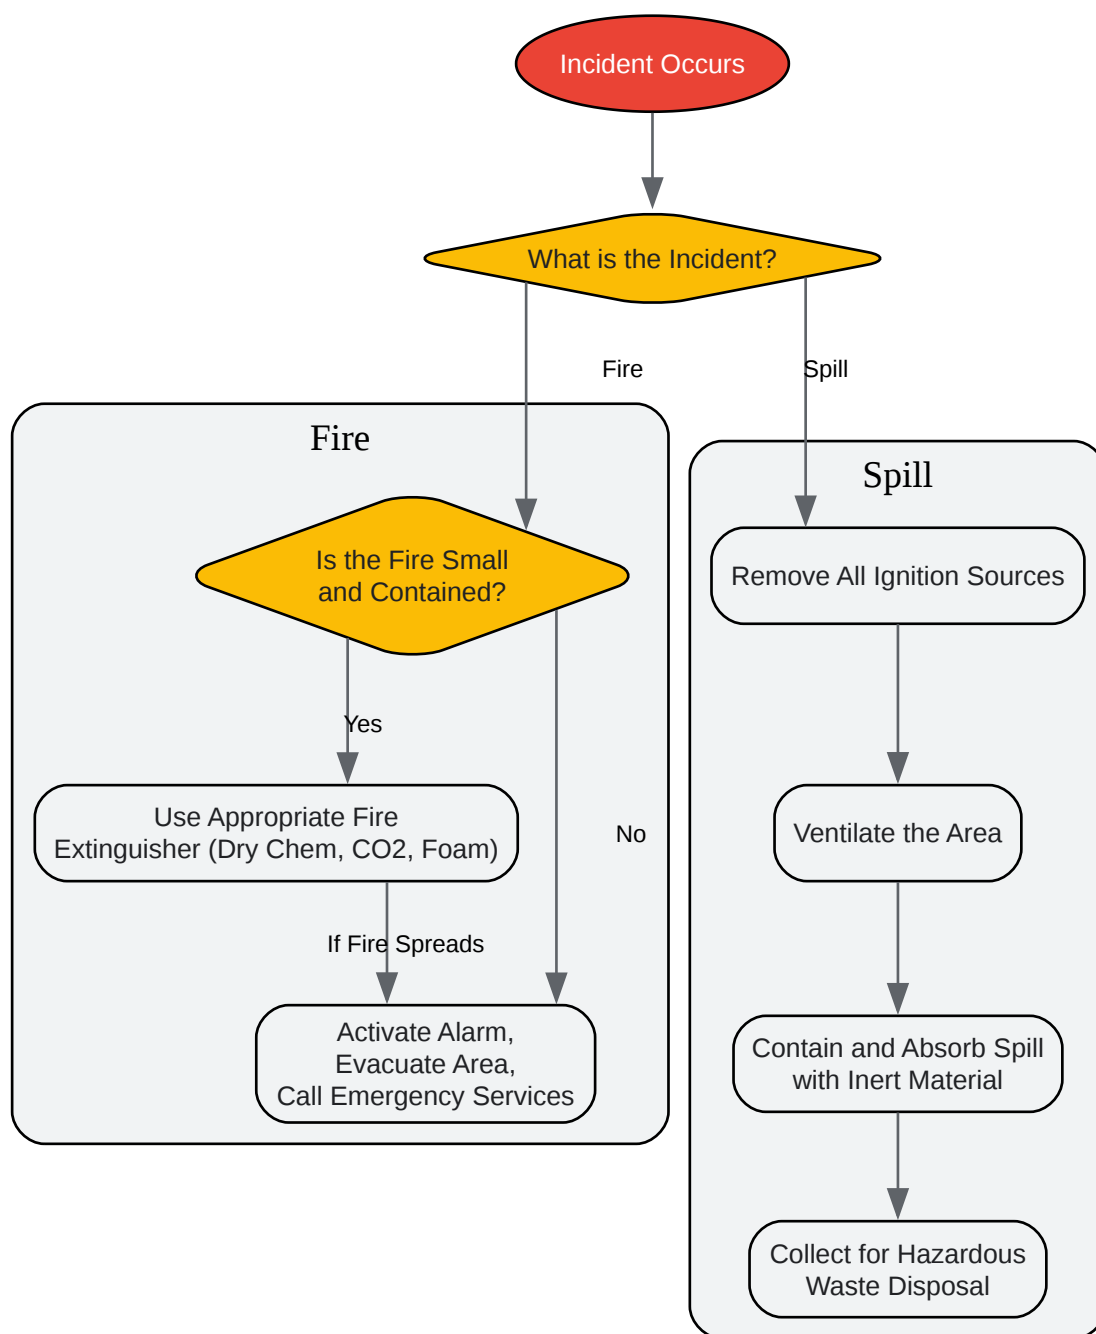 Incident Occurs
What is the Incident?
Fire
Spill
Fire
Is the Fire Small
and Contained?
Yes
Use Appropriate Fire
Extinguisher (Dry Chem, CO2, Foam)
No
If Fire Spreads
Activate Alarm,
Evacuate Area,
Call Emergency Services
Spill
Remove All Ignition Sources
Ventilate the Area
Contain and Absorb Spill
with Inert Material
Collect for Hazardous
Waste Disposal